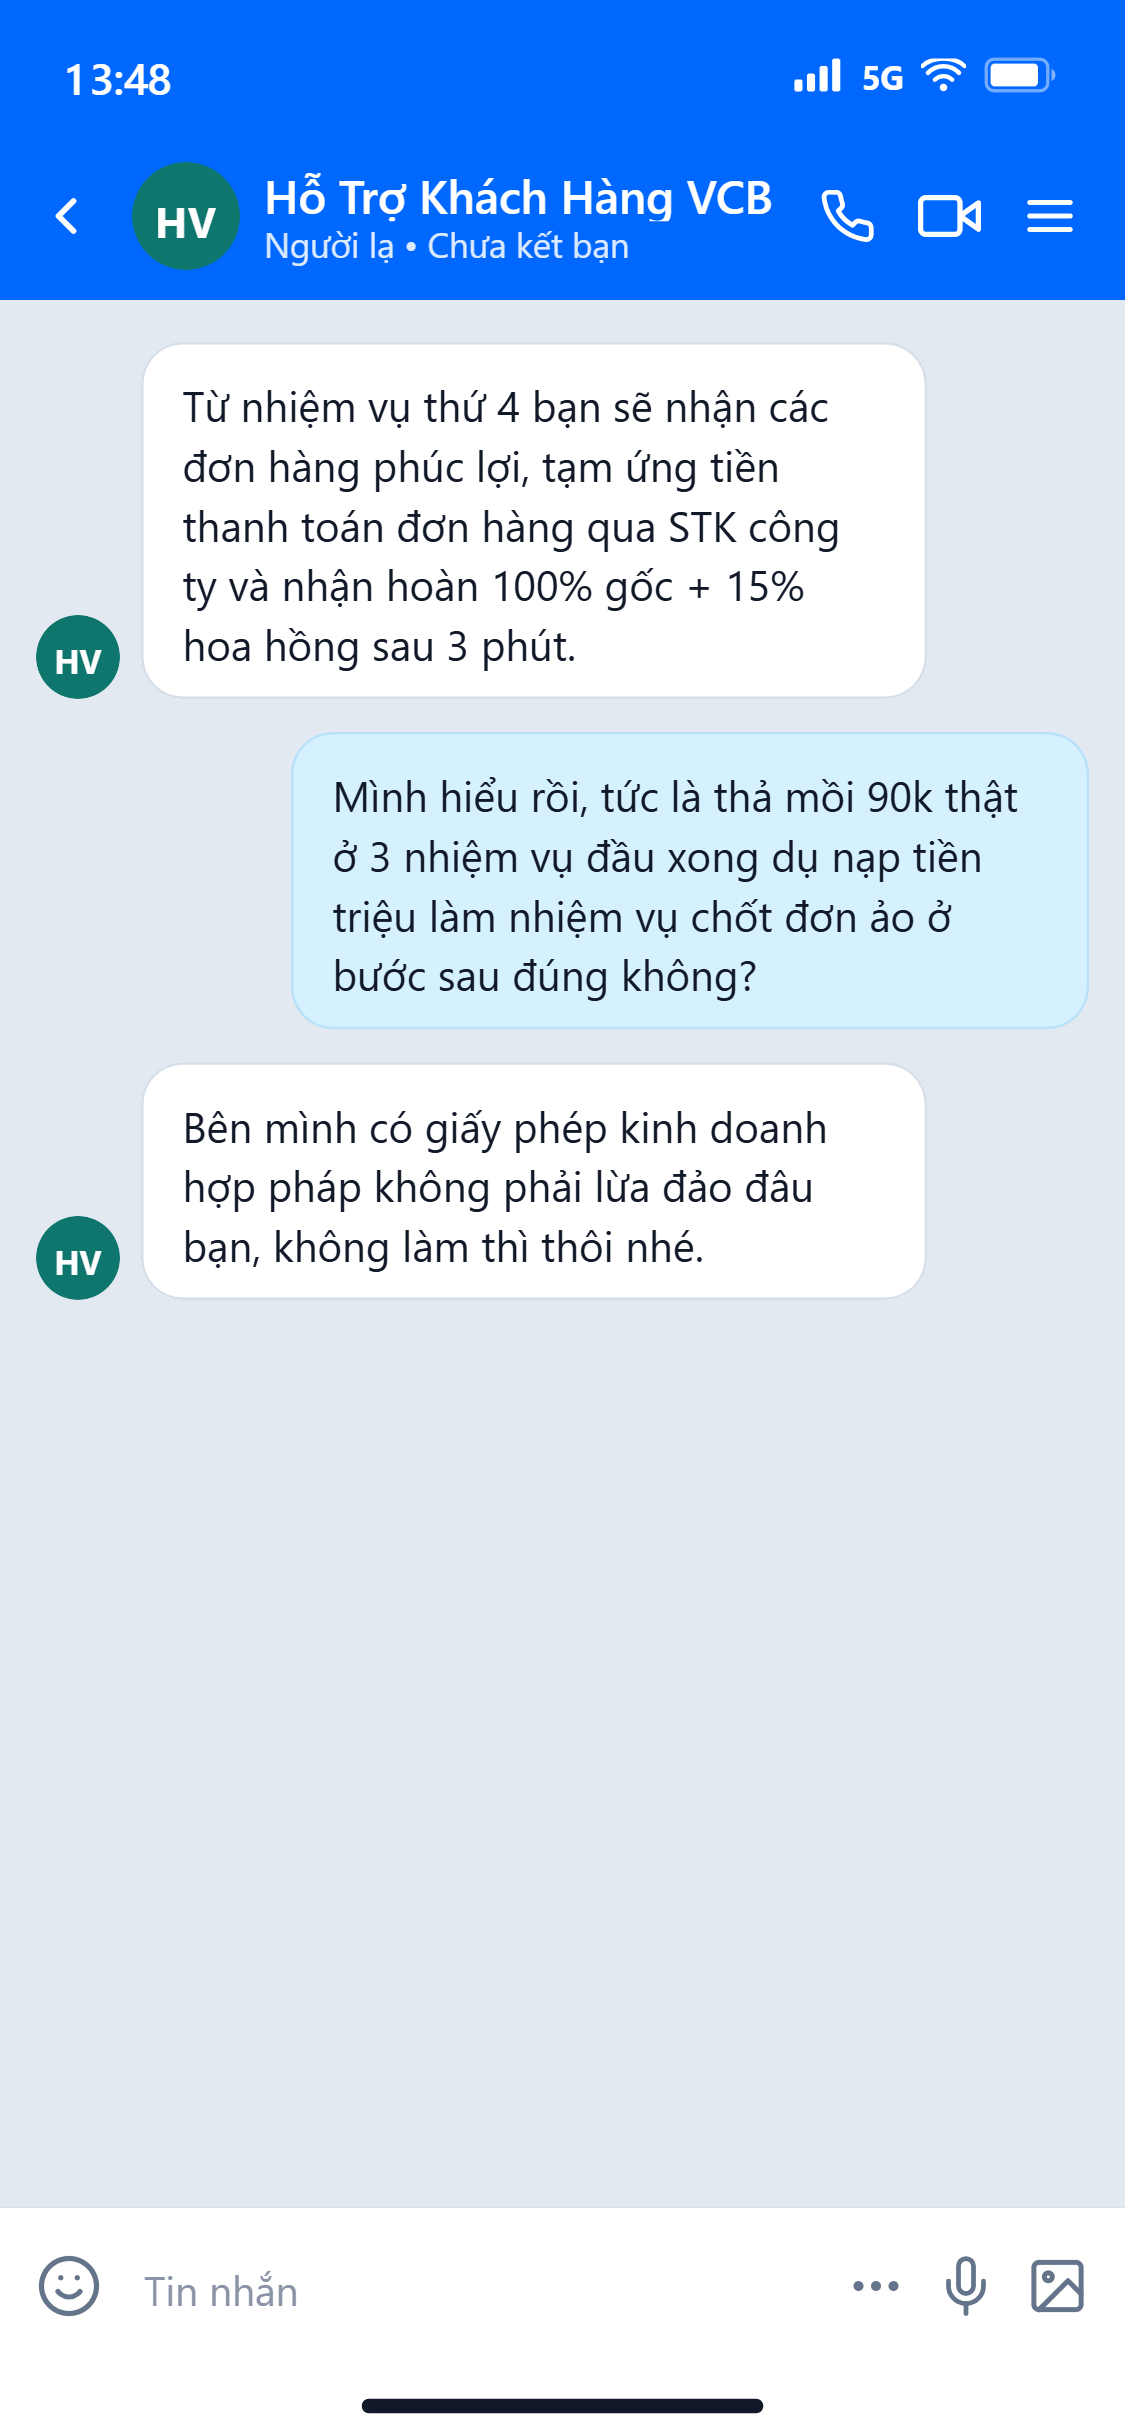 13:48
5G
HV
Hỗ Trợ Khách Hàng VCB
Người lạ • Chưa kết bạn
Từ nhiệm vụ thứ 4 bạn sẽ nhận các
đơn hàng phúc lợi, tạm ứng tiền
thanh toán đơn hàng qua STK công
ty và nhận hoàn 100% gốc + 15%
hoa hồng sau 3 phút.
HV
Mình hiểu rồi, tức là thả mồi 90k thật
ở 3 nhiệm vụ đầu xong dụ nạp tiền
triệu làm nhiệm vụ chốt đơn ảo ở
bước sau đúng không?
Bên mình có giấy phép kinh doanh
hợp pháp không phải lừa đảo đâu
bạn, không làm thì thôi nhé.
HV
Tin nhắn